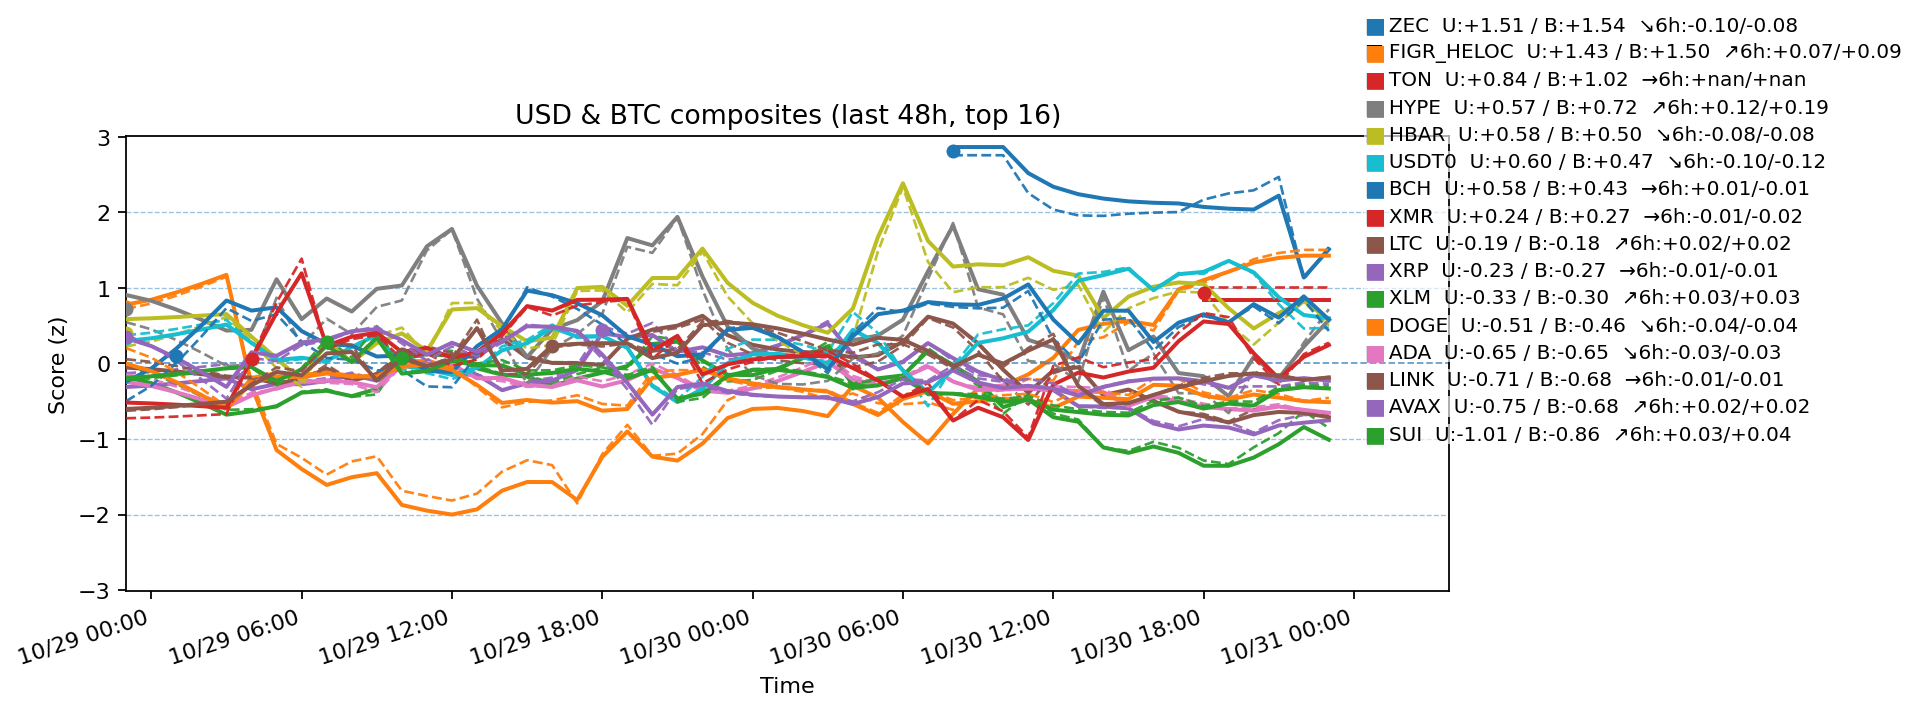 ZEC  U:+1.51 / B:+1.54  ↘6h:-0.10/-0.08
FIGR_HELOC  U:+1.43 / B:+1.50  ↗6h:+0.07/+0.09
TON  U:+0.84 / B:+1.02  →6h:+nan/+nan
HYPE  U:+0.57 / B:+0.72  ↗6h:+0.12/+0.19
HBAR  U:+0.58 / B:+0.50  ↘6h:-0.08/-0.08
USDT0  U:+0.60 / B:+0.47  ↘6h:-0.10/-0.12
BCH  U:+0.58 / B:+0.43  →6h:+0.01/-0.01
XMR  U:+0.24 / B:+0.27  →6h:-0.01/-0.02
LTC  U:-0.19 / B:-0.18  ↗6h:+0.02/+0.02
XRP  U:-0.23 / B:-0.27  →6h:-0.01/-0.01
XLM  U:-0.33 / B:-0.30  ↗6h:+0.03/+0.03
DOGE  U:-0.51 / B:-0.46  ↘6h:-0.04/-0.04
ADA  U:-0.65 / B:-0.65  ↘6h:-0.03/-0.03
LINK  U:-0.71 / B:-0.68  →6h:-0.01/-0.01
AVAX  U:-0.75 / B:-0.68  ↗6h:+0.02/+0.02
SUI  U:-1.01 / B:-0.86  ↗6h:+0.03/+0.04
USD & BTC composites (last 48h, top 16)
Score (z)
3
2
1
0
−1
−2
−3
10/29 00:00
10/29 06:00
10/29 12:00
10/29 18:00
10/30 00:00
10/30 06:00
10/30 12:00
10/30 18:00
10/31 00:00
Time